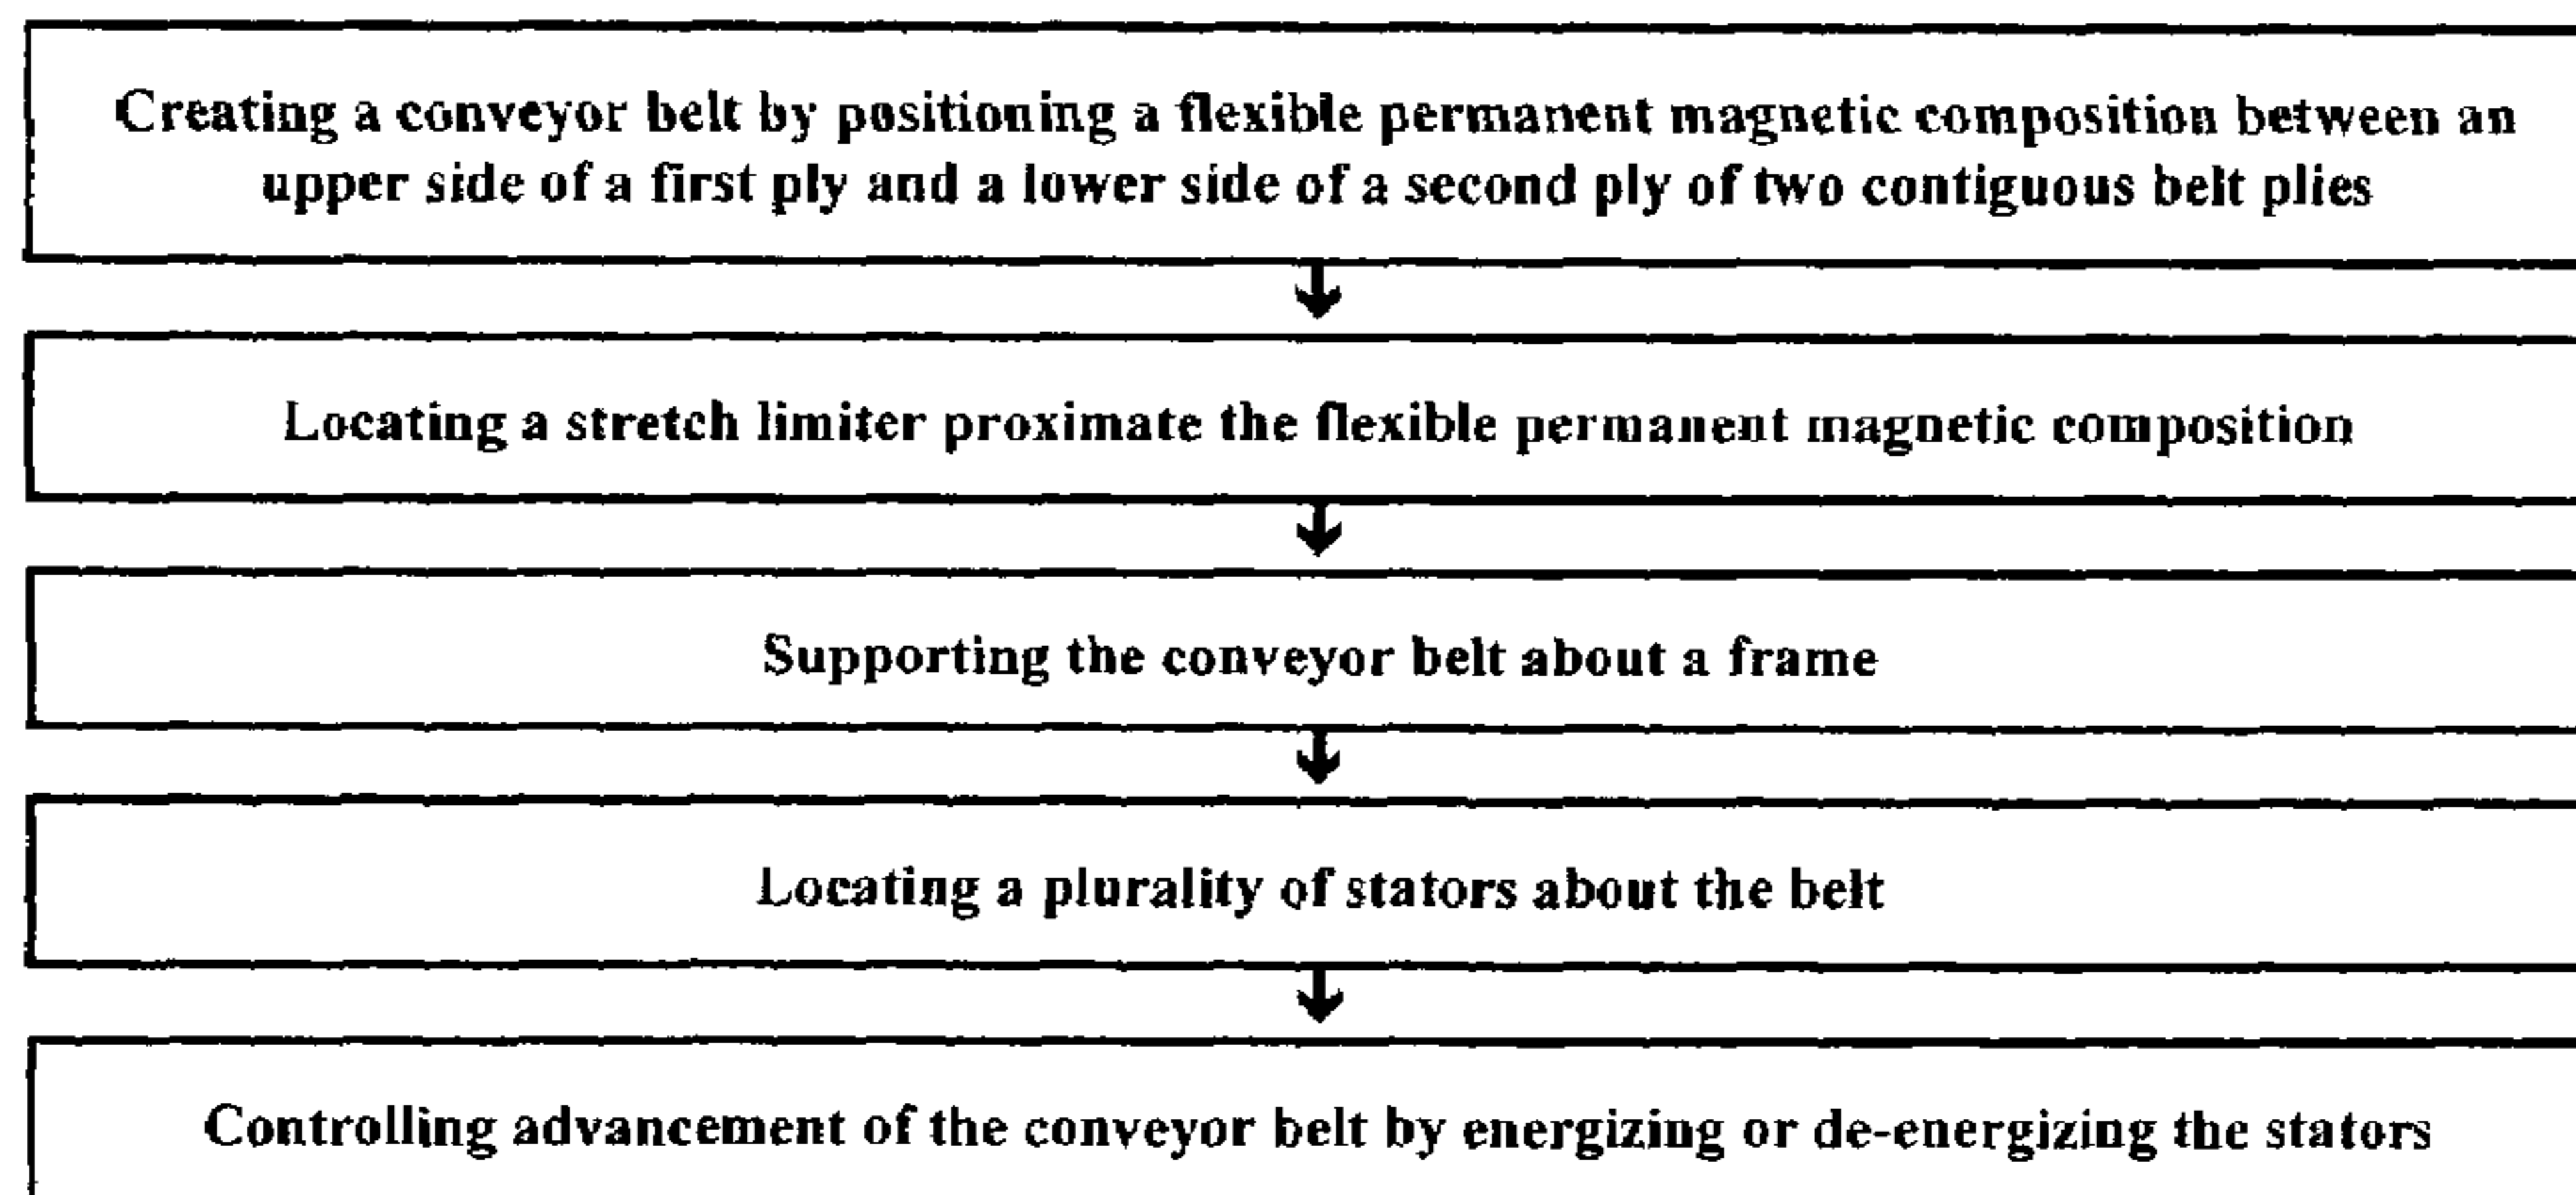 Creating a conveyor belt by positioning a flexible permanent magnetic composition between an
upper side of a first ply and a lower side of a second ply of two contiguous belt plies
Locating a stretch limiter proximate the flexible permanent magnetic composition
Supporting the conveyor belt about a frame
Locating a plurality of stators about the belt
Controlling advancement of the conveyor belt by energizing or de-energizing the stators